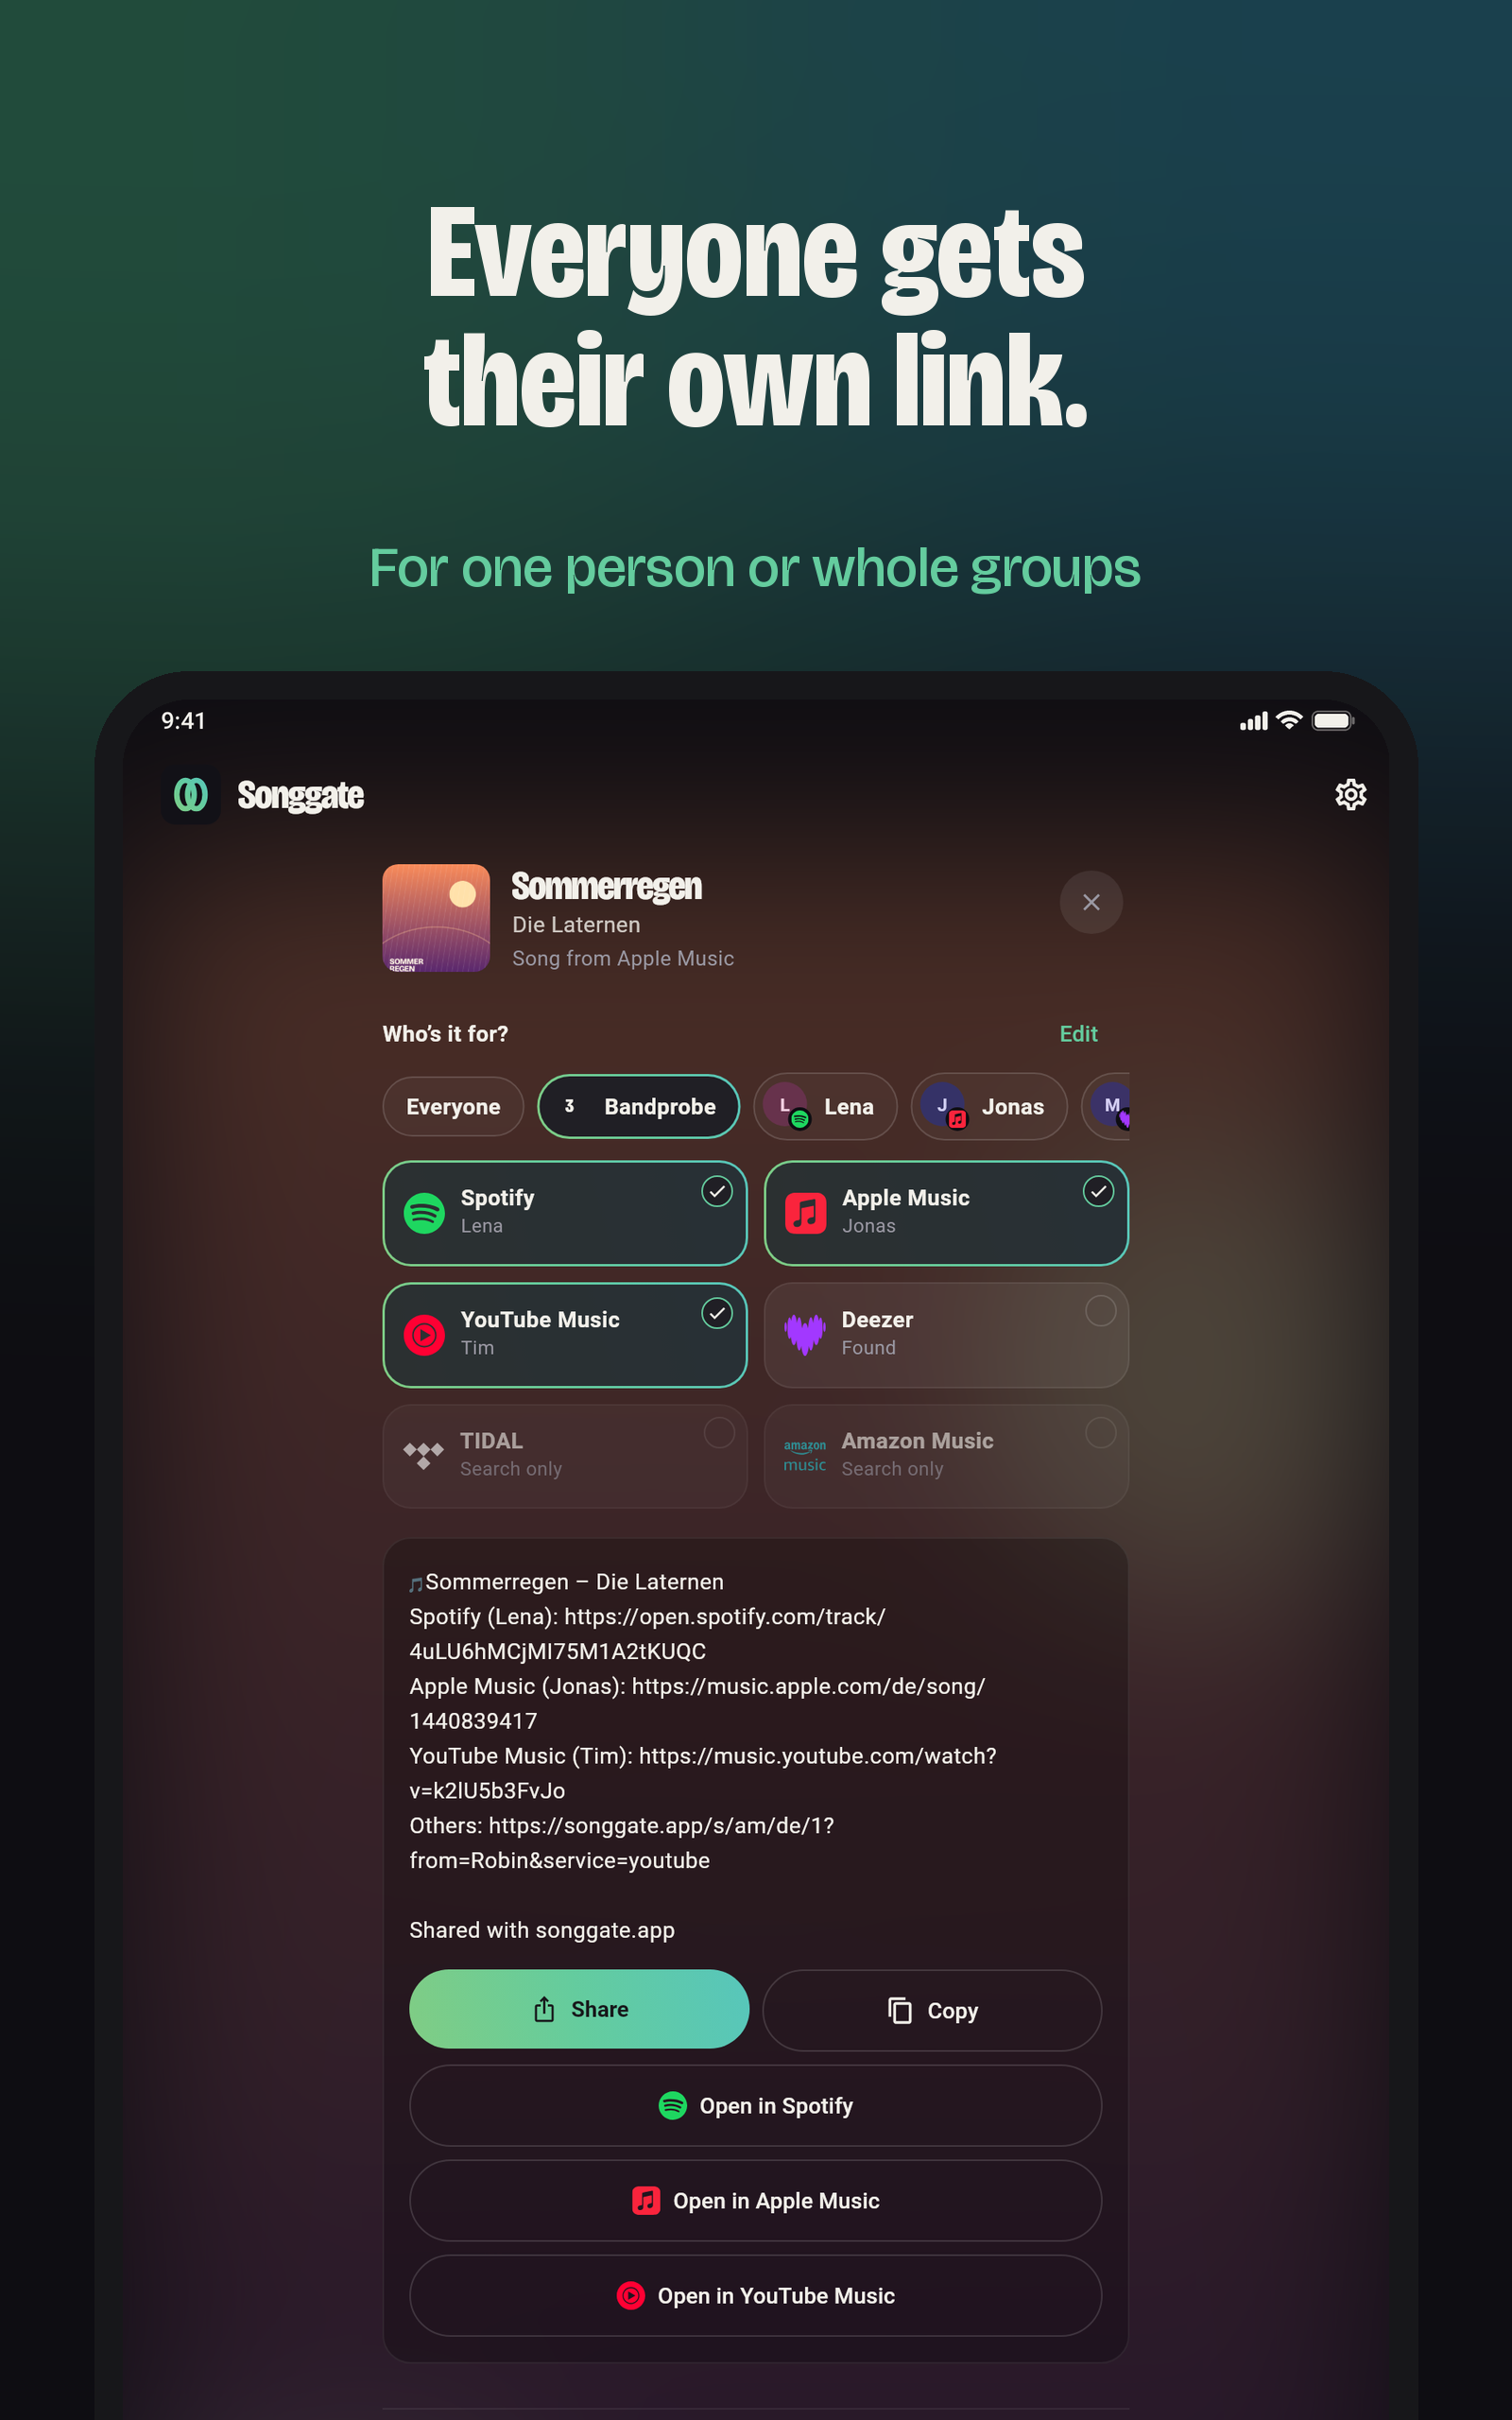 Everyone gets
their own link.
For one person or whole groups
9:41
Songgate
SOMMER
REGEN
Sommerregen
Die Laternen
Song from Apple Music
Who's it for?
Edit
Everyone
3 Bandprobe
L Lena
J Jonas
M
Spotify
Lena
Apple Music
Jonas
YouTube Music
Tim
Deezer
Found
TIDAL
Search only
amazon
music
Amazon Music
Search only
🎵Sommerregen – Die Laternen
Spotify (Lena): https://open.spotify.com/track/
4uLU6hMCjMI75M1A2tKUQC
Apple Music (Jonas): https://music.apple.com/de/song/
1440839417
YouTube Music (Tim): https://music.youtube.com/watch?
v=k2lU5b3FvJo
Others: https://songgate.app/s/am/de/1?
from=Robin&service=youtube
Shared with songgate.app
Share
Copy
Open in Spotify
Open in Apple Music
Open in YouTube Music